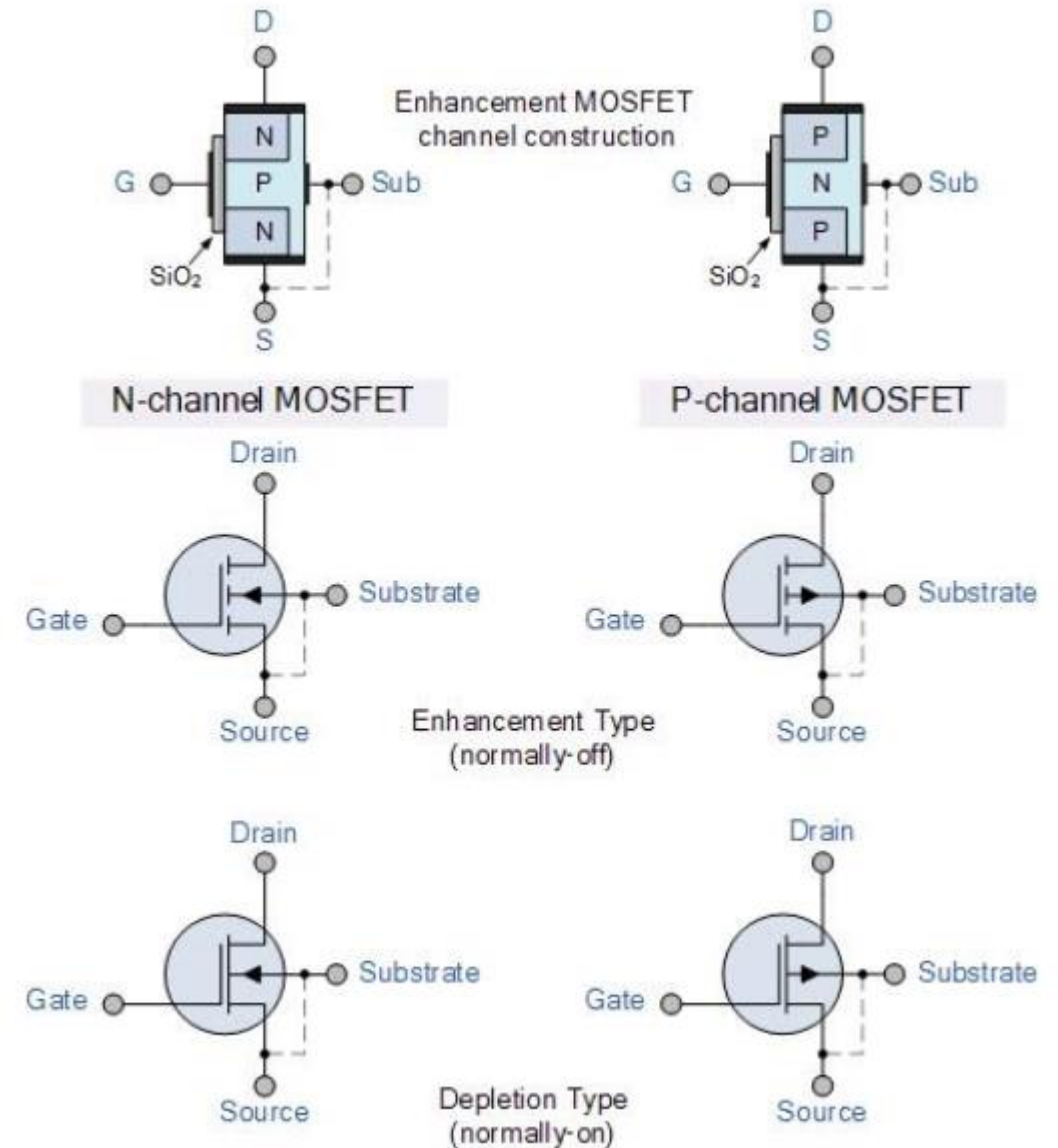 D
D
Enhancement MOSFET
channel construction
N
P
G
P
Sub
G
N
Sub
N
P
SiO₂
SiO₂
S
S
N-channel MOSFET
P-channel MOSFET
Drain
Drain
Gate
Substrate
Gate
Substrate
Source
Source
Enhancement Type
(normally-off)
Drain
Drain
Gate
Substrate
Gate
Substrate
Source
Source
Depletion Type
(normally-on)